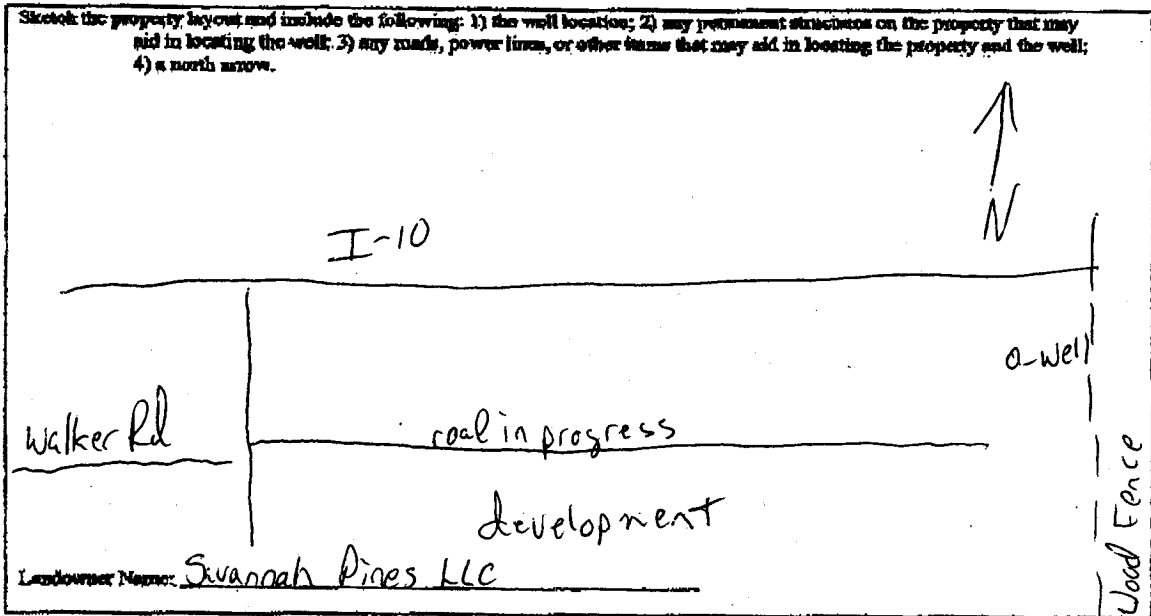 Sketch the property layout and include the following: 1) the well location; 2) any permanent structures on the property that may
aid in locating the well; 3) any roads, power lines, or other items that may aid in locating the property and the well;
4) a north arrow.
N
I-10
o-well
Walker Rd
roal in progress
Wood Fence
development
Landowner Name: Savannah Pines LLC